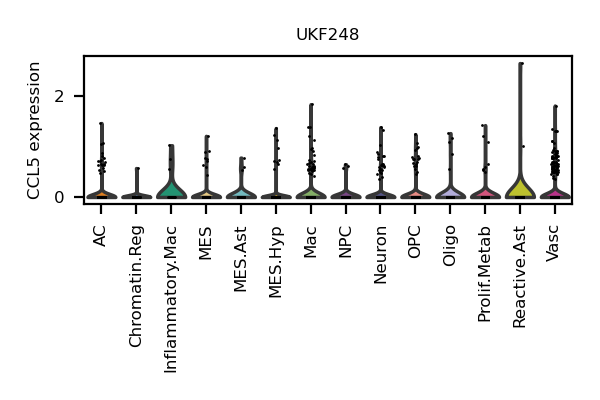 UKF248
CCL5 expression
2
0
AC
Chromatin.Reg
Inflammatory.Mac
MES
MES.Ast
MES.Hyp
Mac
NPC
Neuron
OPC
Oligo
Prolif.Metab
Reactive.Ast
Vasc